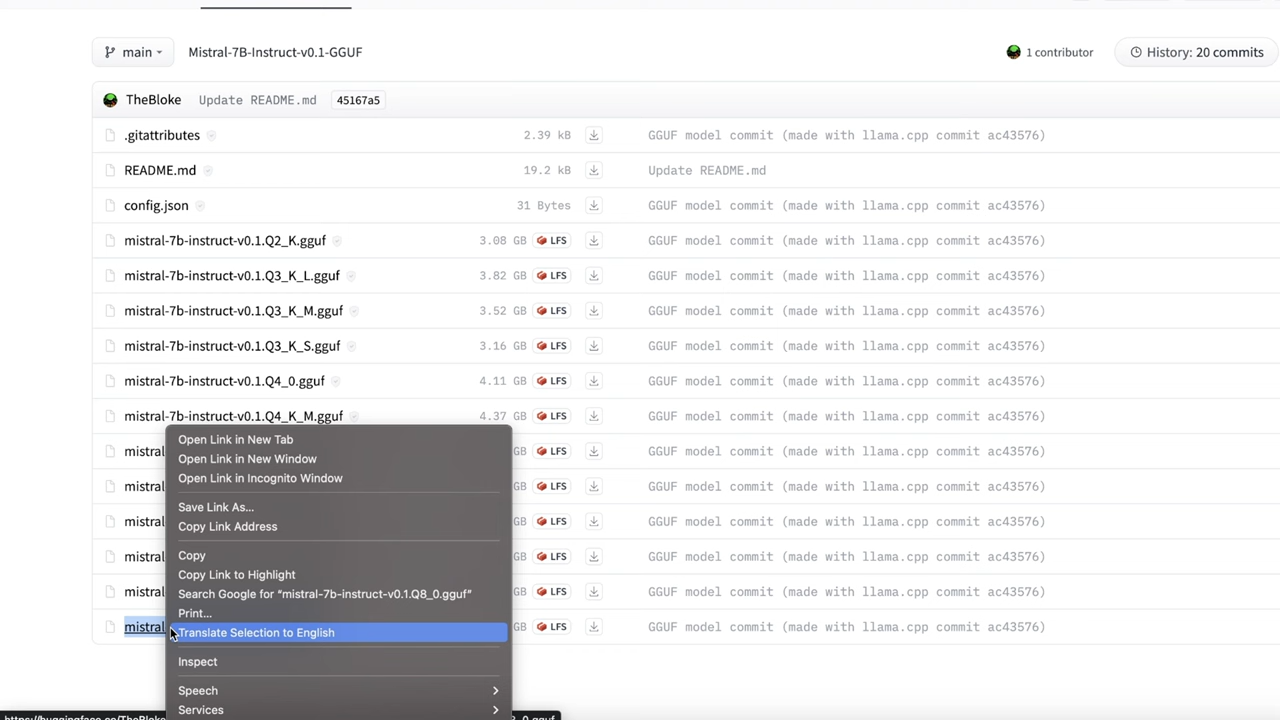 main Mistral-7B-Instruct-v0.1-GGUF 1 contributor History: 20 commits
TheBloke Update README.md 45167a5
.gitattributes 2.39 kB GGUF model commit (made with llama.cpp commit ac43576)
README.md 19.2 kB Update README.md
config.json 31 Bytes GGUF model commit (made with llama.cpp commit ac43576)
mistral-7b-instruct-v0.1.Q2_K.gguf 3.08 GB LFS GGUF model commit (made with llama.cpp commit ac43576)
mistral-7b-instruct-v0.1.Q3_K_L.gguf 3.82 GB LFS GGUF model commit (made with llama.cpp commit ac43576)
mistral-7b-instruct-v0.1.Q3_K_M.gguf 3.52 GB LFS GGUF model commit (made with llama.cpp commit ac43576)
mistral-7b-instruct-v0.1.Q3_K_S.gguf 3.16 GB LFS GGUF model commit (made with llama.cpp commit ac43576)
mistral-7b-instruct-v0.1.Q4_0.gguf 4.11 GB LFS GGUF model commit (made with llama.cpp commit ac43576)
mistral-7b-instruct-v0.1.Q4_K_M.gguf 4.37 GB LFS GGUF model commit (made with llama.cpp commit ac43576)
mistral GB LFS GGUF model commit (made with llama.cpp commit ac43576)
mistral GB LFS GGUF model commit (made with llama.cpp commit ac43576)
mistral GB LFS GGUF model commit (made with llama.cpp commit ac43576)
mistral GB LFS GGUF model commit (made with llama.cpp commit ac43576)
mistral GB LFS GGUF model commit (made with llama.cpp commit ac43576)
mistral GB LFS GGUF model commit (made with llama.cpp commit ac43576)
Open Link in New Tab
Open Link in New Window
Open Link in Incognito Window
Save Link As...
Copy Link Address
Copy
Copy Link to Highlight
Search Google for “mistral-7b-instruct-v0.1.Q8_0.gguf”
Print...
Translate Selection to English
Inspect
Speech
Services